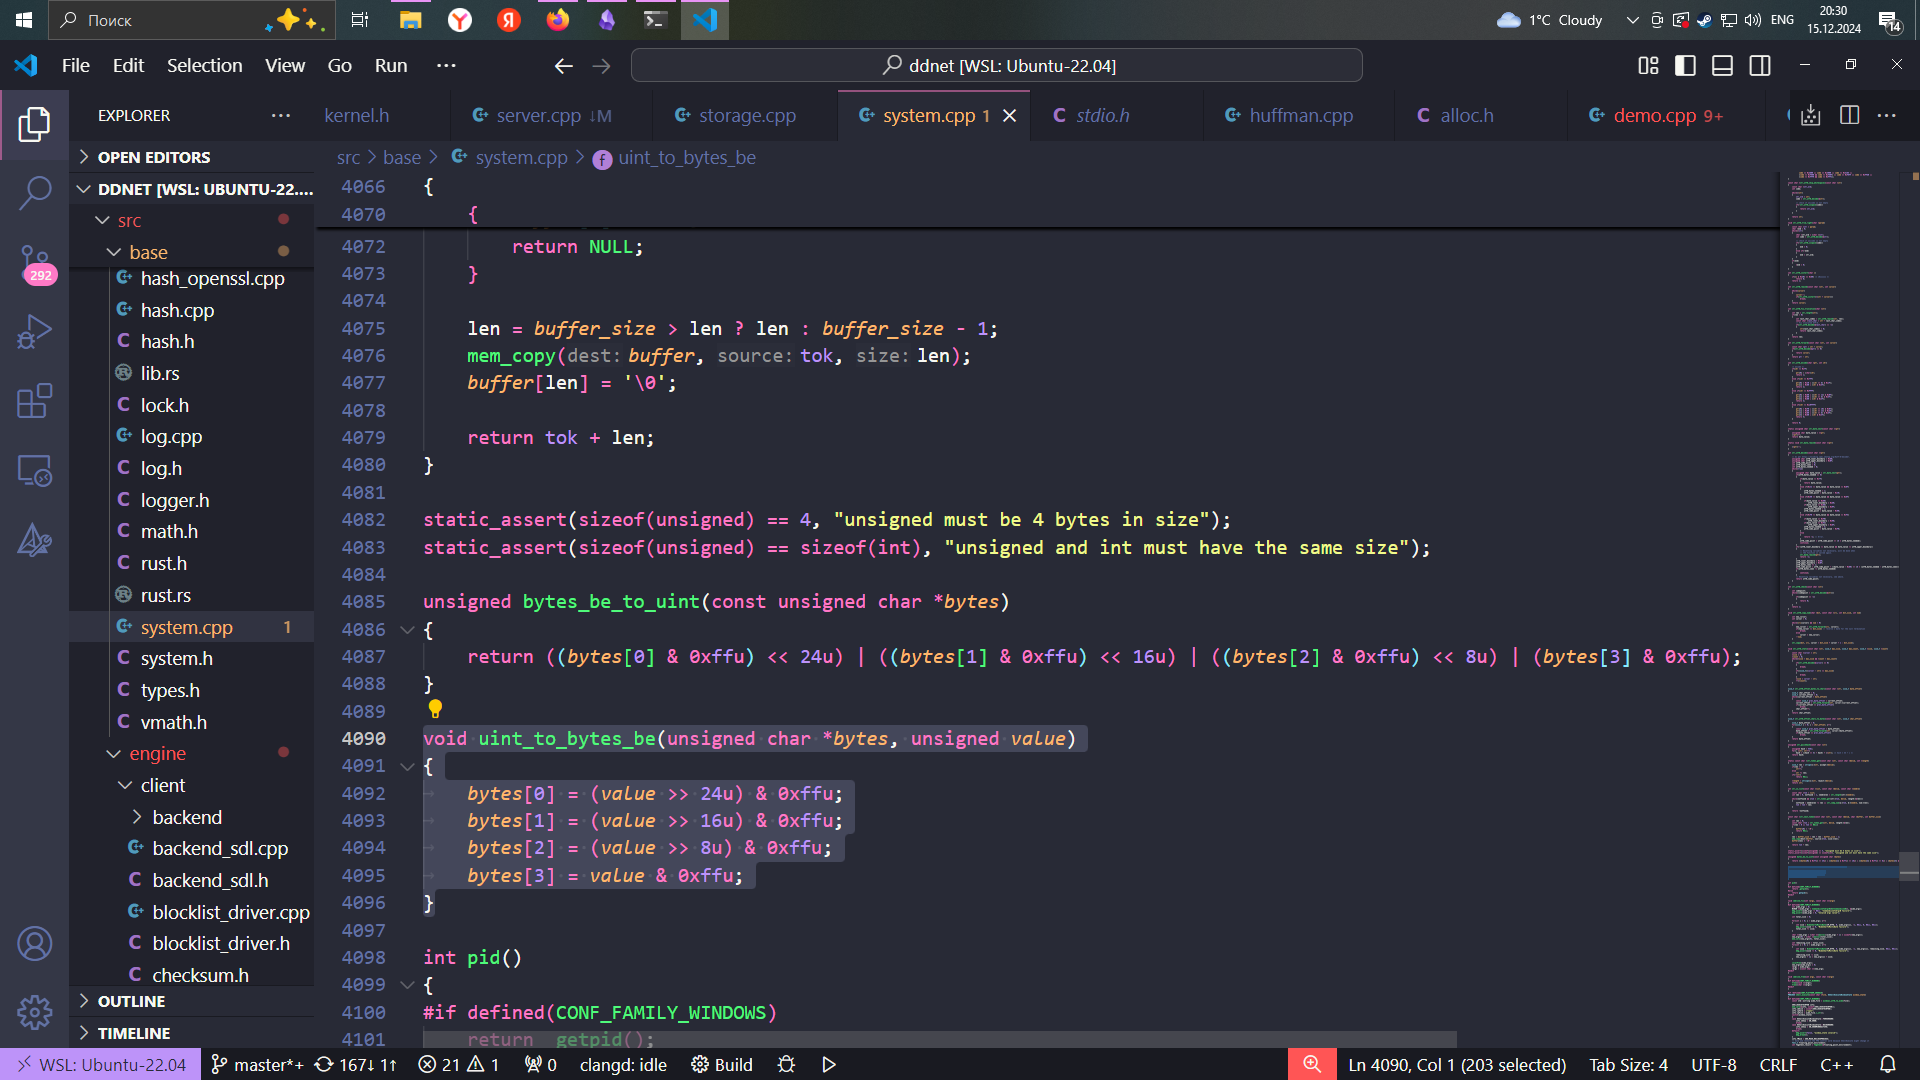 Поиск
1°C Cloudy
ENG
20:30
15.12.2024
14
File Edit Selection View Go Run ···
ddnet [WSL: Ubuntu-22.04]
EXPLORER ···
kernel.h
server.cpp ↓M
storage.cpp
system.cpp 1
stdio.h
huffman.cpp
alloc.h
demo.cpp 9+
src > base > system.cpp > uint_to_bytes_be
OPEN EDITORS
DDNET [WSL: UBUNTU-22....
src
base
hash_openssl.cpp
hash.cpp
hash.h
lib.rs
lock.h
log.cpp
log.h
logger.h
math.h
rust.h
rust.rs
system.cpp 1
system.h
types.h
vmath.h
engine
client
backend
backend_sdl.cpp
backend_sdl.h
blocklist_driver.cpp
blocklist_driver.h
checksum.h
OUTLINE
TIMELINE
292
4066 {
4070 {
4072 return NULL;
4073 }
4074
4075 len = buffer_size > len ? len : buffer_size - 1;
4076 mem_copy(dest: buffer, source: tok, size: len);
4077 buffer[len] = '\0';
4078
4079 return tok + len;
4080 }
4081
4082 static_assert(sizeof(unsigned) == 4, "unsigned must be 4 bytes in size");
4083 static_assert(sizeof(unsigned) == sizeof(int), "unsigned and int must have the same size");
4084
4085 unsigned bytes_be_to_uint(const unsigned char *bytes)
4086 {
4087 return ((bytes[0] & 0xffu) << 24u) | ((bytes[1] & 0xffu) << 16u) | ((bytes[2] & 0xffu) << 8u) | (bytes[3] & 0xffu);
4088 }
4089
4090 void uint_to_bytes_be(unsigned char *bytes, unsigned value)
4091 {
4092 bytes[0] = (value >> 24u) & 0xffu;
4093 bytes[1] = (value >> 16u) & 0xffu;
4094 bytes[2] = (value >> 8u) & 0xffu;
4095 bytes[3] = value & 0xffu;
4096 }
4097
4098 int pid()
4099 {
4100 #if defined(CONF_FAMILY_WINDOWS)
4101 return _getpid();
WSL: Ubuntu-22.04
master*+
167↓ 1↑
21
1
0
clangd: idle
Build
Ln 4090, Col 1 (203 selected)
Tab Size: 4
UTF-8
CRLF
C++